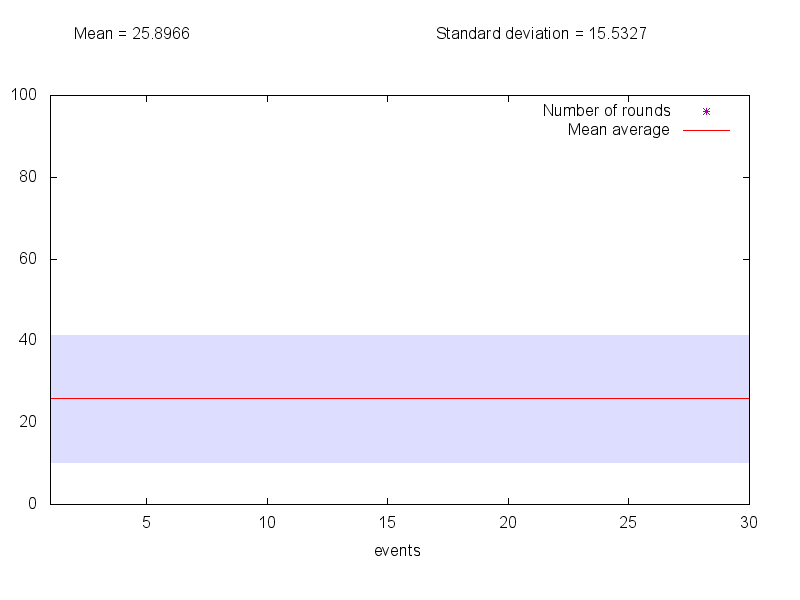 Mean = 25.8966
Standard deviation = 15.5327
100
80
60
40
20
0
Number of rounds
Mean average
5
10
15
20
25
30
events